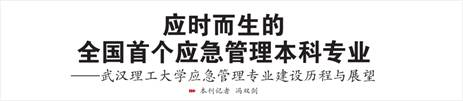 应时而生的
全国首个应急管理本科专业
——武汉理工大学应急管理专业建设历程与展望
本刊记者 冯双剑